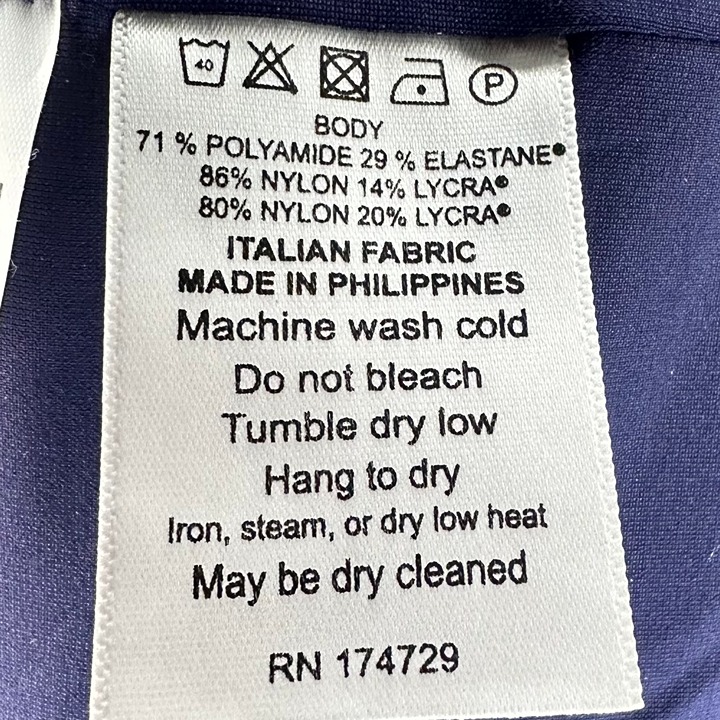 40
P
BODY
71 % POLYAMIDE 29 % ELASTANE®
86% NYLON 14% LYCRA®
80% NYLON 20% LYCRA®
ITALIAN FABRIC
MADE IN PHILIPPINES
Machine wash cold
Do not bleach
Tumble dry low
Hang to dry
Iron, steam, or dry low heat
May be dry cleaned
RN 174729